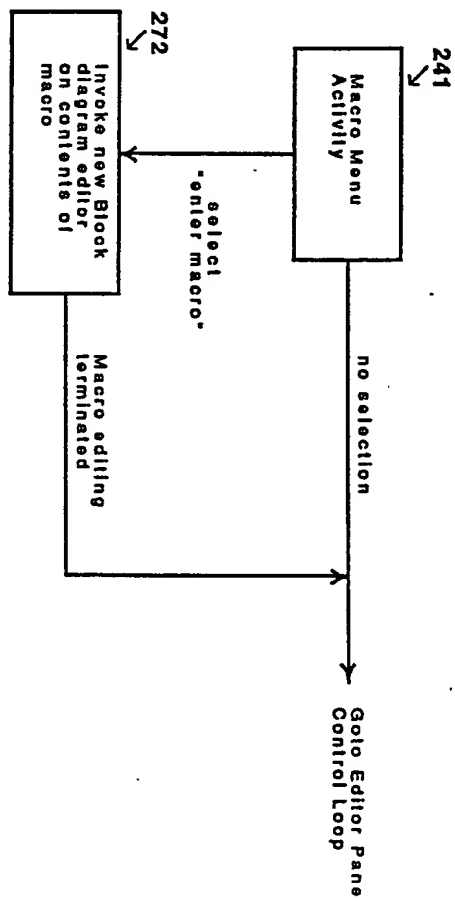 241
Macro Menu
Activity
no selection
Goto Editor Pane
Control Loop
select
"enter macro"
272
Invoke new Block
diagram editor
on contents of
macro
Macro editing
terminated